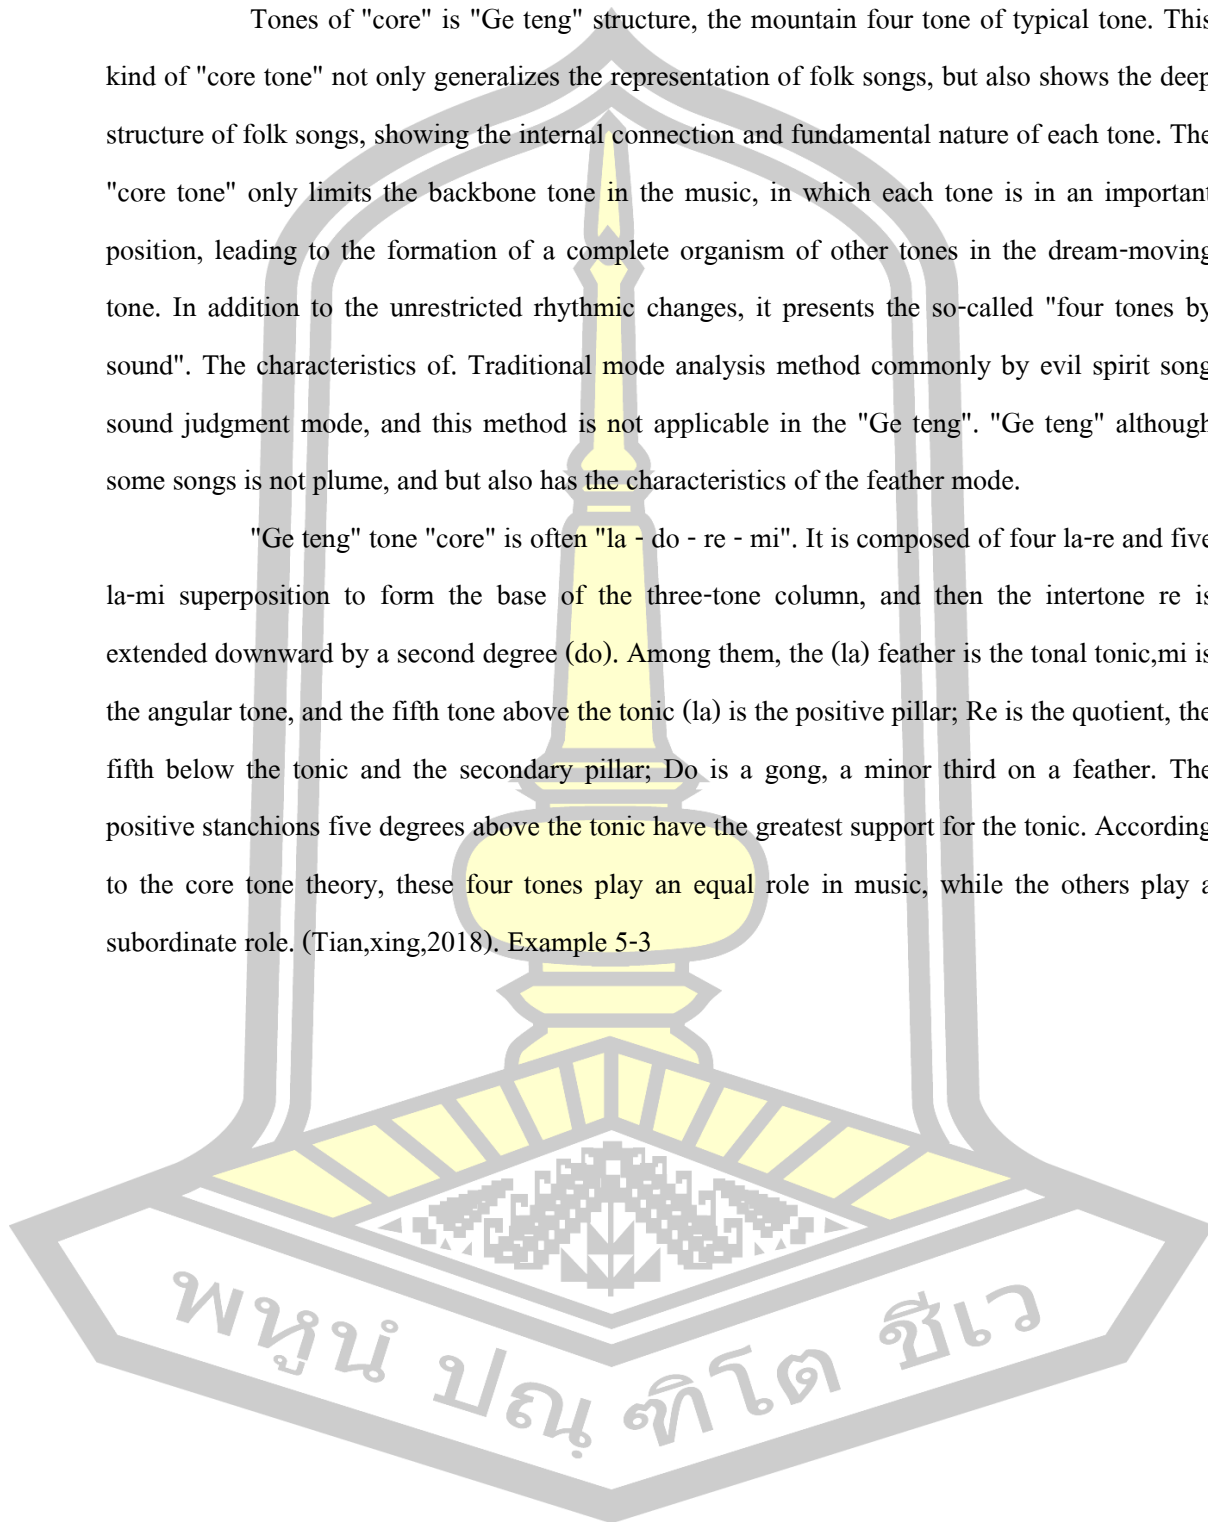 Tones of "core" is "Ge teng" structure, the mountain four tone of typical tone. This
kind of "core tone" not only generalizes the representation of folk songs, but also shows the deep
structure of folk songs, showing the internal connection and fundamental nature of each tone. The
"core tone" only limits the backbone tone in the music, in which each tone is in an important
position, leading to the formation of a complete organism of other tones in the dream-moving
tone. In addition to the unrestricted rhythmic changes, it presents the so-called "four tones by
sound". The characteristics of. Traditional mode analysis method commonly by evil spirit song
sound judgment mode, and this method is not applicable in the "Ge teng". "Ge teng" although
some songs is not plume, and but also has the characteristics of the feather mode.
"Ge teng" tone "core" is often "la - do - re - mi". It is composed of four la-re and five
la-mi superposition to form the base of the three-tone column, and then the intertone re is
extended downward by a second degree (do). Among them, the (la) feather is the tonal tonic,mi is
the angular tone, and the fifth tone above the tonic (la) is the positive pillar; Re is the quotient, the
fifth below the tonic and the secondary pillar; Do is a gong, a minor third on a feather. The
positive stanchions five degrees above the tonic have the greatest support for the tonic. According
to the core tone theory, these four tones play an equal role in music, while the others play a
subordinate role. (Tian,xing,2018). Example 5-3
พหูนํ ปณฺฑิโต ชีเว